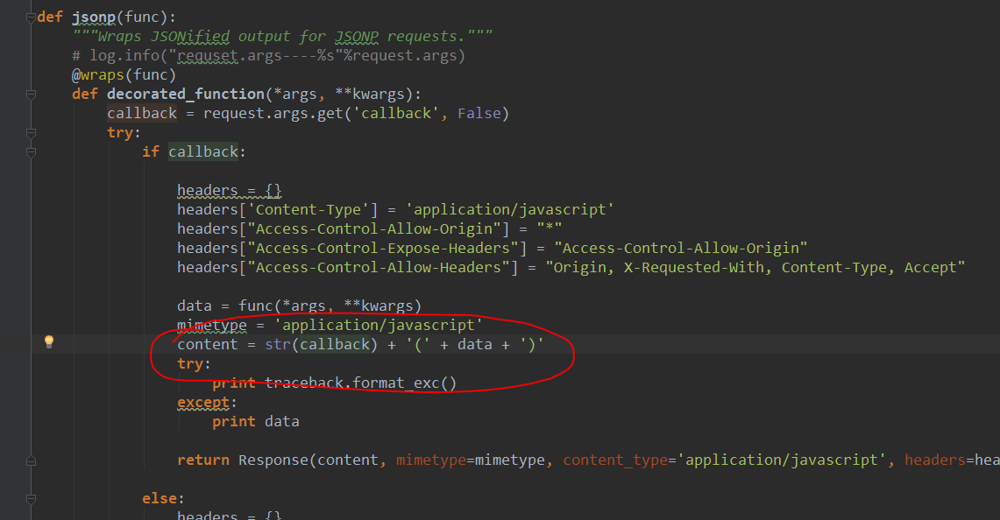 def jsonp(func):
"""Wraps JSONified output for JSONP requests."""
# log.info("requset.args----%s"%request.args)
@wraps(func)
def decorated_function(*args, **kwargs):
callback = request.args.get('callback', False)
try:
if callback:
headers = {}
headers['Content-Type'] = 'application/javascript'
headers["Access-Control-Allow-Origin"] = "*"
headers["Access-Control-Expose-Headers"] = "Access-Control-Allow-Origin"
headers["Access-Control-Allow-Headers"] = "Origin, X-Requested-With, Content-Type, Accept"
data = func(*args, **kwargs)
mimetype = 'application/javascript'
content = str(callback) + '(' + data + ')'
try:
print traceback.format_exc()
except:
print data
return Response(content, mimetype=mimetype, content_type='application/javascript', headers=hea
else:
headers = {}